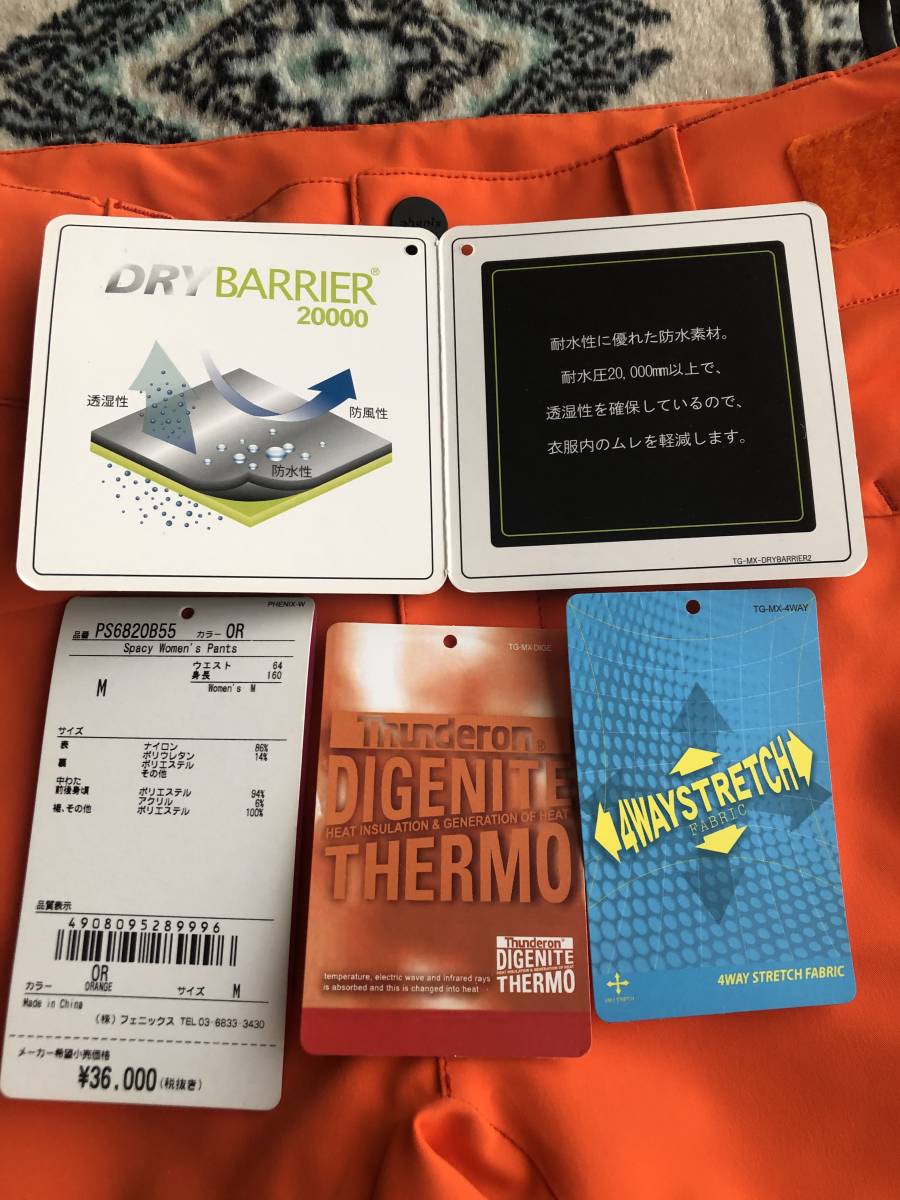 phenix
DRY BARRIER®
20000
透湿性
防風性
防水性
耐水性に優れた防水素材。
耐水圧20,000mm以上で、
透湿性を確保しているので、
衣服内のムレを軽減します。
TG-MX-DRYBARRIER2
PHENIX-W
品番 PS6820B55 カラー OR
Spacy Women's Pants
ウエスト 64
身長 160
M
Women's M
サイズ
表 ナイロン 86%
ポリウレタン 14%
裏 ポリエステル
その他
中わた
前後身頃 ポリエステル 94%
アクリル 6%
裾、その他 ポリエステル 100%
品質表示
4908095289996 M
OR
カラー ORANGE サイズ M
Made in China
(株) フェニックス TEL 03-6833-3430
メーカー希望小売価格
¥36,000 (税抜き)
TG-MX-DIGE
Thunderon®
DIGENITE
HEAT INSULATION & GENERATION OF HEAT
THERMO
Thunderon®
DIGENITE
HEAT INSULATION & GENERATION OF HEAT
THERMO
temperature, electric wave and infrared rays
is absorbed and this is changed into heat
TG-MX-4WAY
4WAYSTRETCH
FABRIC
4WAY STRETCH
4WAY STRETCH FABRIC